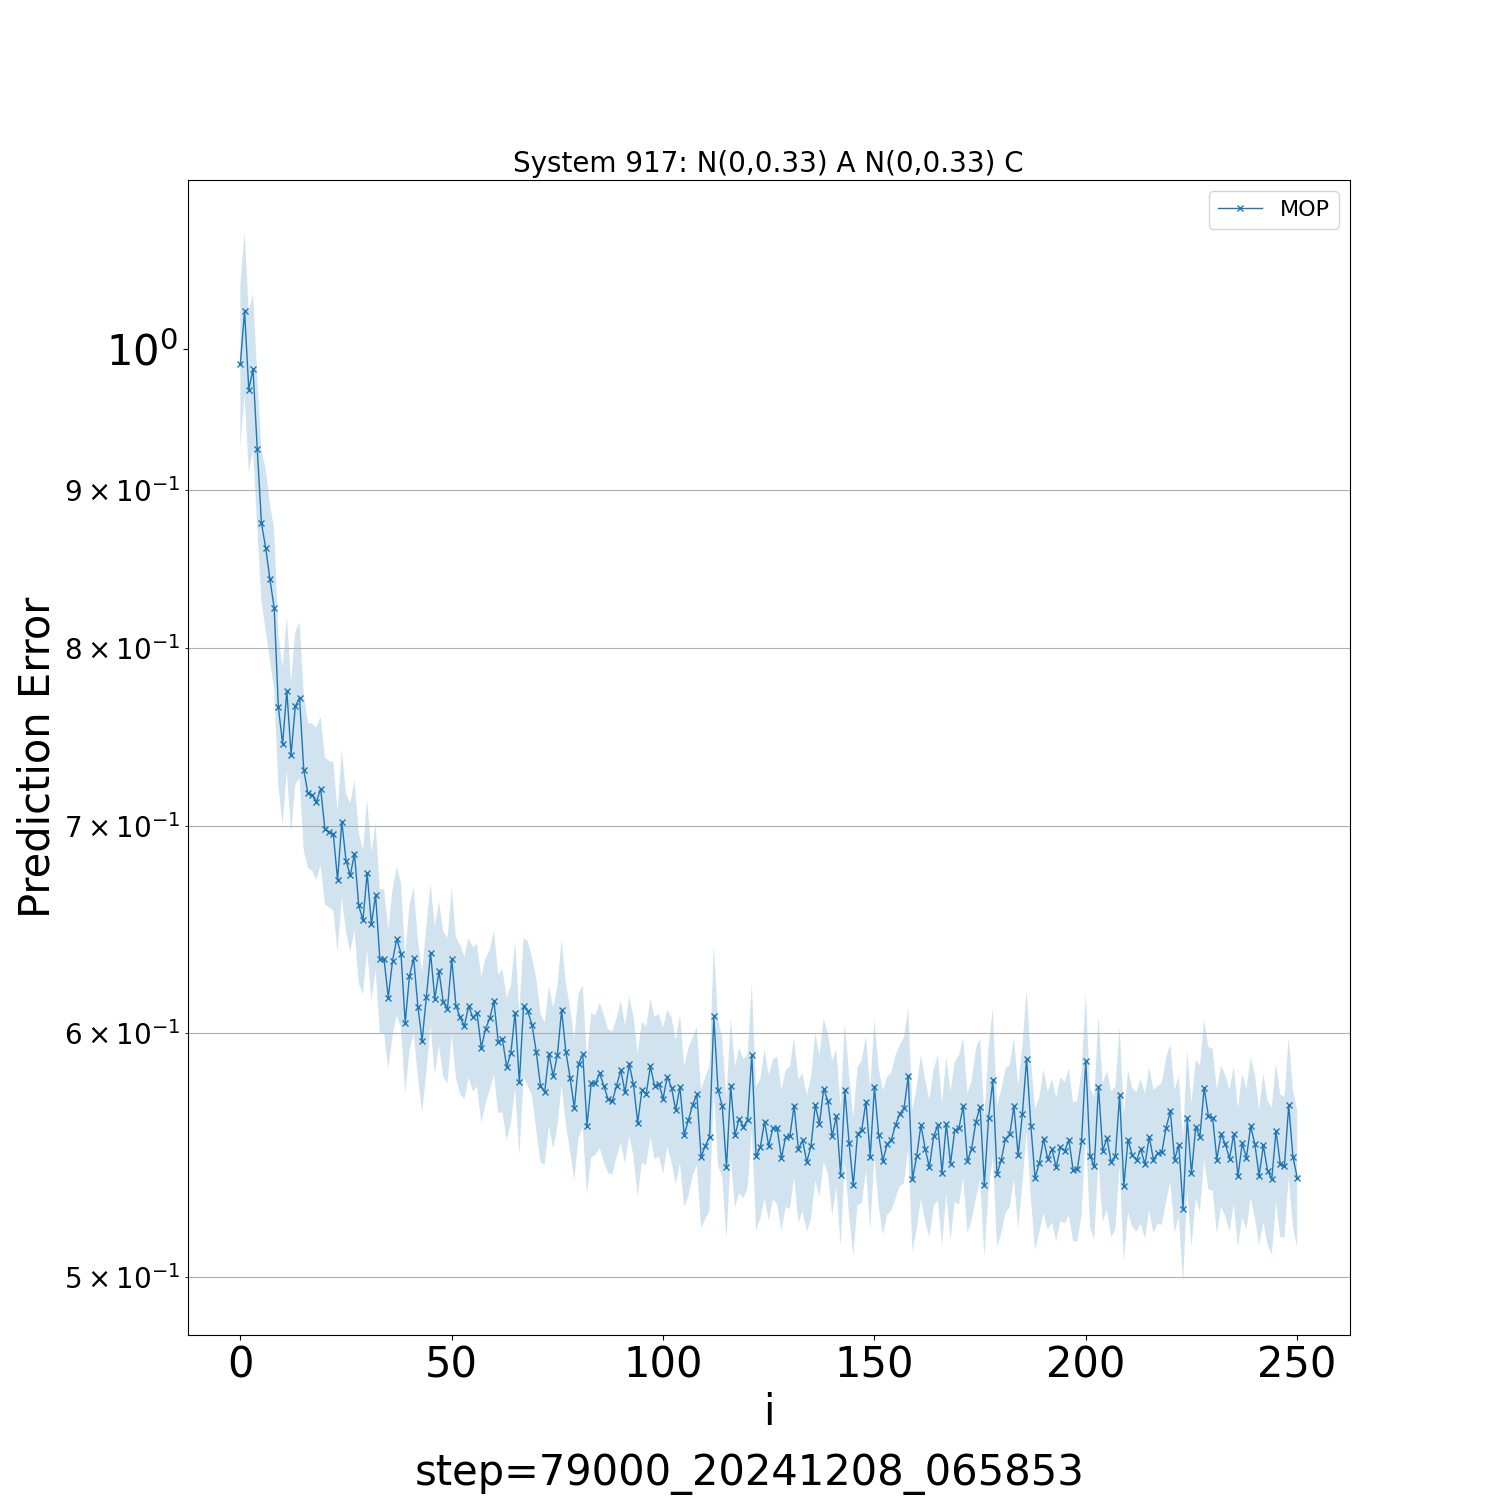 System 917: N(0,0.33) A N(0,0.33) C
MOP
10⁰
9 × 10⁻¹
8 × 10⁻¹
7 × 10⁻¹
6 × 10⁻¹
5 × 10⁻¹
Prediction Error
0 50 100 150 200 250
i
step=79000_20241208_065853